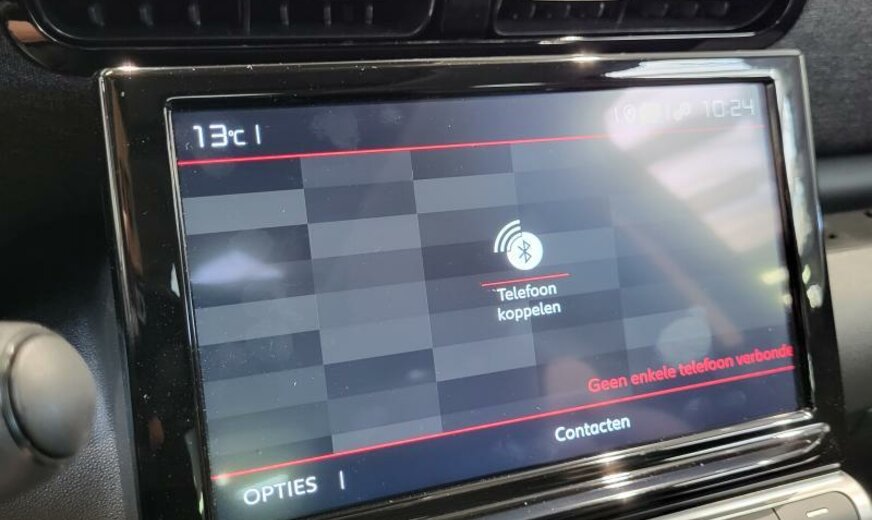 13°C |
10:24
Telefoon
koppelen
Geen enkele telefoon verbonde
Contacten
OPTIES |